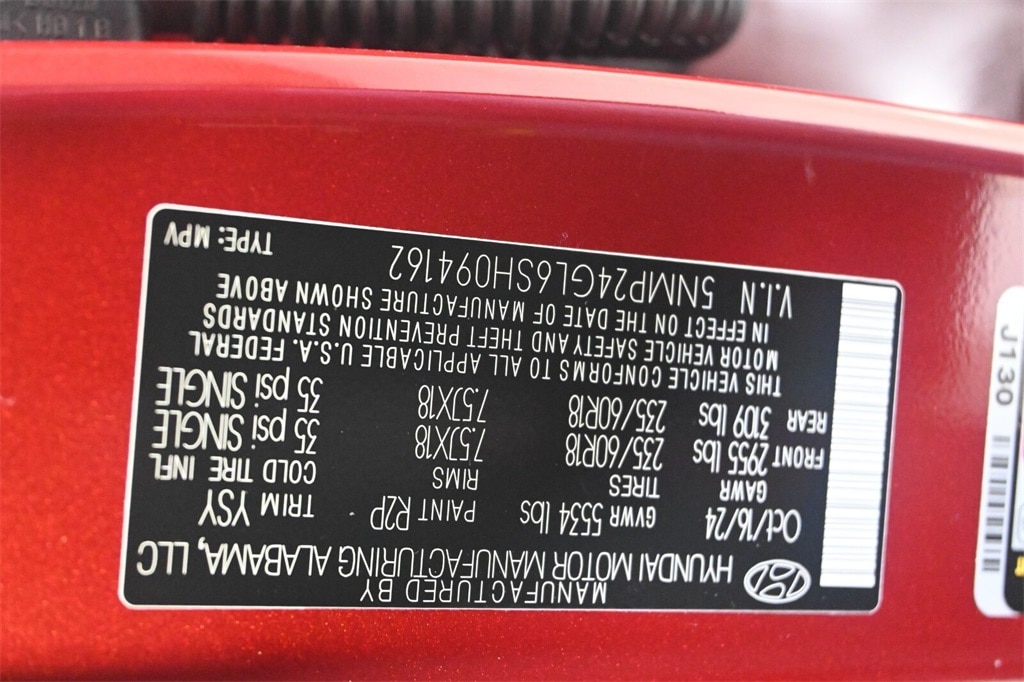 MANUFACTURED BY
HYUNDAI MOTOR MANUFACTURING ALABAMA, LLC
Oct/16/24 GVWR 5534 lbs PAINT R2P TRIM YSY
GAWR TIRES RIMS COLD TIRE INFL
FRONT 2955 lbs 235/60R18 7.5JX18 35 psi SINGLE
REAR 3109 lbs 235/60R18 7.5JX18 35 psi SINGLE
THIS VEHICLE CONFORMS TO ALL APPLICABLE U.S.A. FEDERAL
MOTOR VEHICLE SAFETY AND THEFT PREVENTION STANDARDS
IN EFFECT ON THE DATE OF MANUFACTURE SHOWN ABOVE
V.I.N 5NMP24GL6SH094162 TYPE: MPV
J130